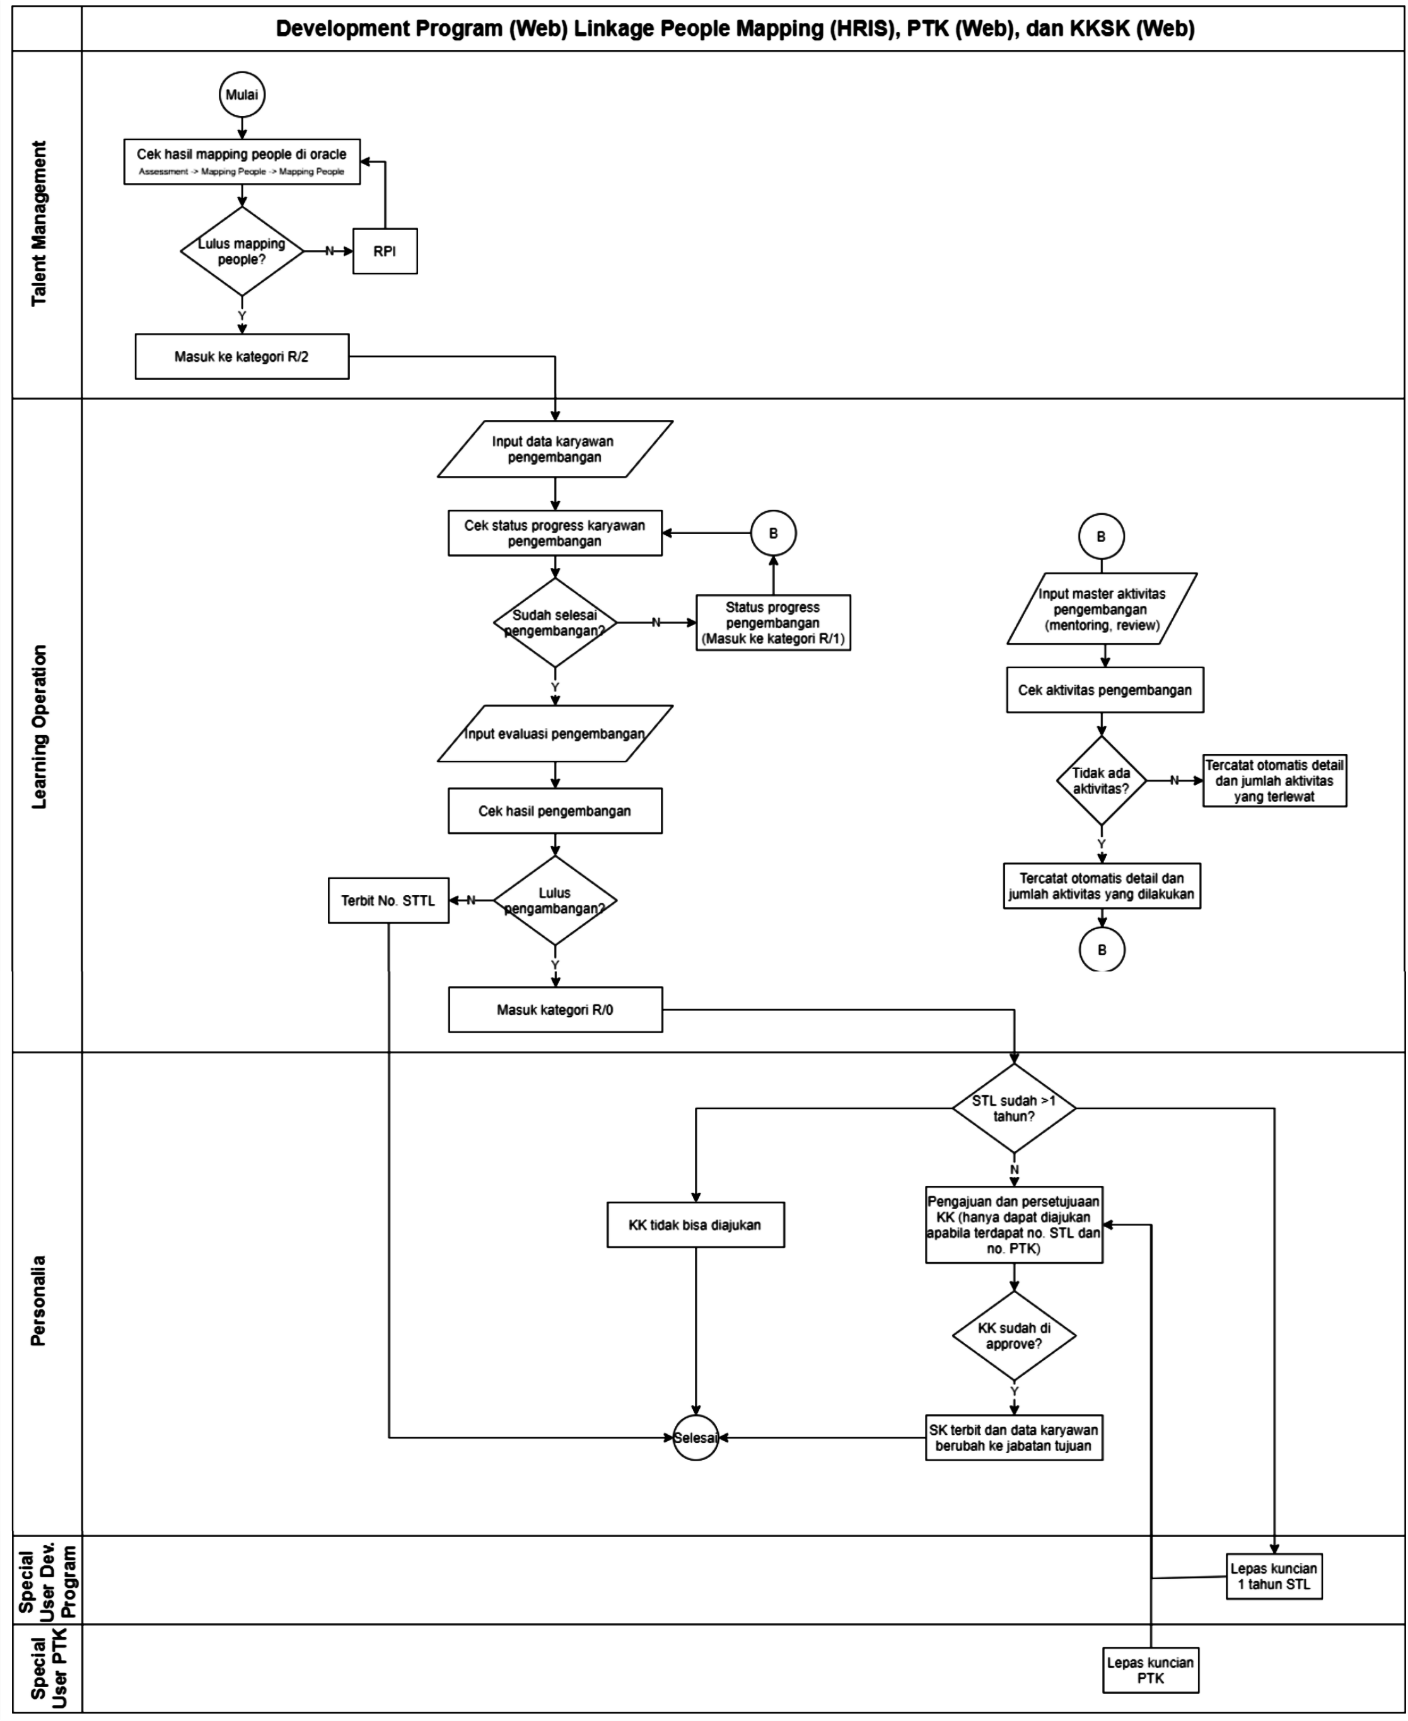 Development Program (Web) Linkage People Mapping (HRIS), PTK (Web), dan KKSK (Web)
Talent Management
Mulai
Cek hasil mapping people di oracle
Assessment -> Mapping People -> Mapping People
Lulus mapping
people?
N
RPI
Y
Masuk ke kategori R/2
Learning Operation
Input data karyawan
pengembangan
Cek status progress karyawan
pengembangan
B
Sudah selesai
pengembangan?
N
Status progress
pengembangan
(Masuk ke kategori R/1)
Y
Input evaluasi pengembangan
Cek hasil pengembangan
Lulus
pengambangan?
N
Terbit No. STTL
Y
Masuk kategori R/0
B
Input master aktivitas
pengembangan
(mentoring, review)
Cek aktivitas pengembangan
Tidak ada
aktivitas?
N
Tercatat otomatis detail
dan jumlah aktivitas
yang terlewat
Y
Tercatat otomatis detail dan
jumlah aktivitas yang dilakukan
B
Personalia
STL sudah >1
tahun?
N
KK tidak bisa diajukan
Pengajuan dan persetujuaan
KK (hanya dapat diajukan
apabila terdapat no. STL dan
no. PTK)
KK sudah di
approve?
Y
SK terbit dan data karyawan
berubah ke jabatan tujuan
Selesai
Special
User Dev.
Program
Lepas kuncian
1 tahun STL
Special
User PTK
Lepas kuncian
PTK